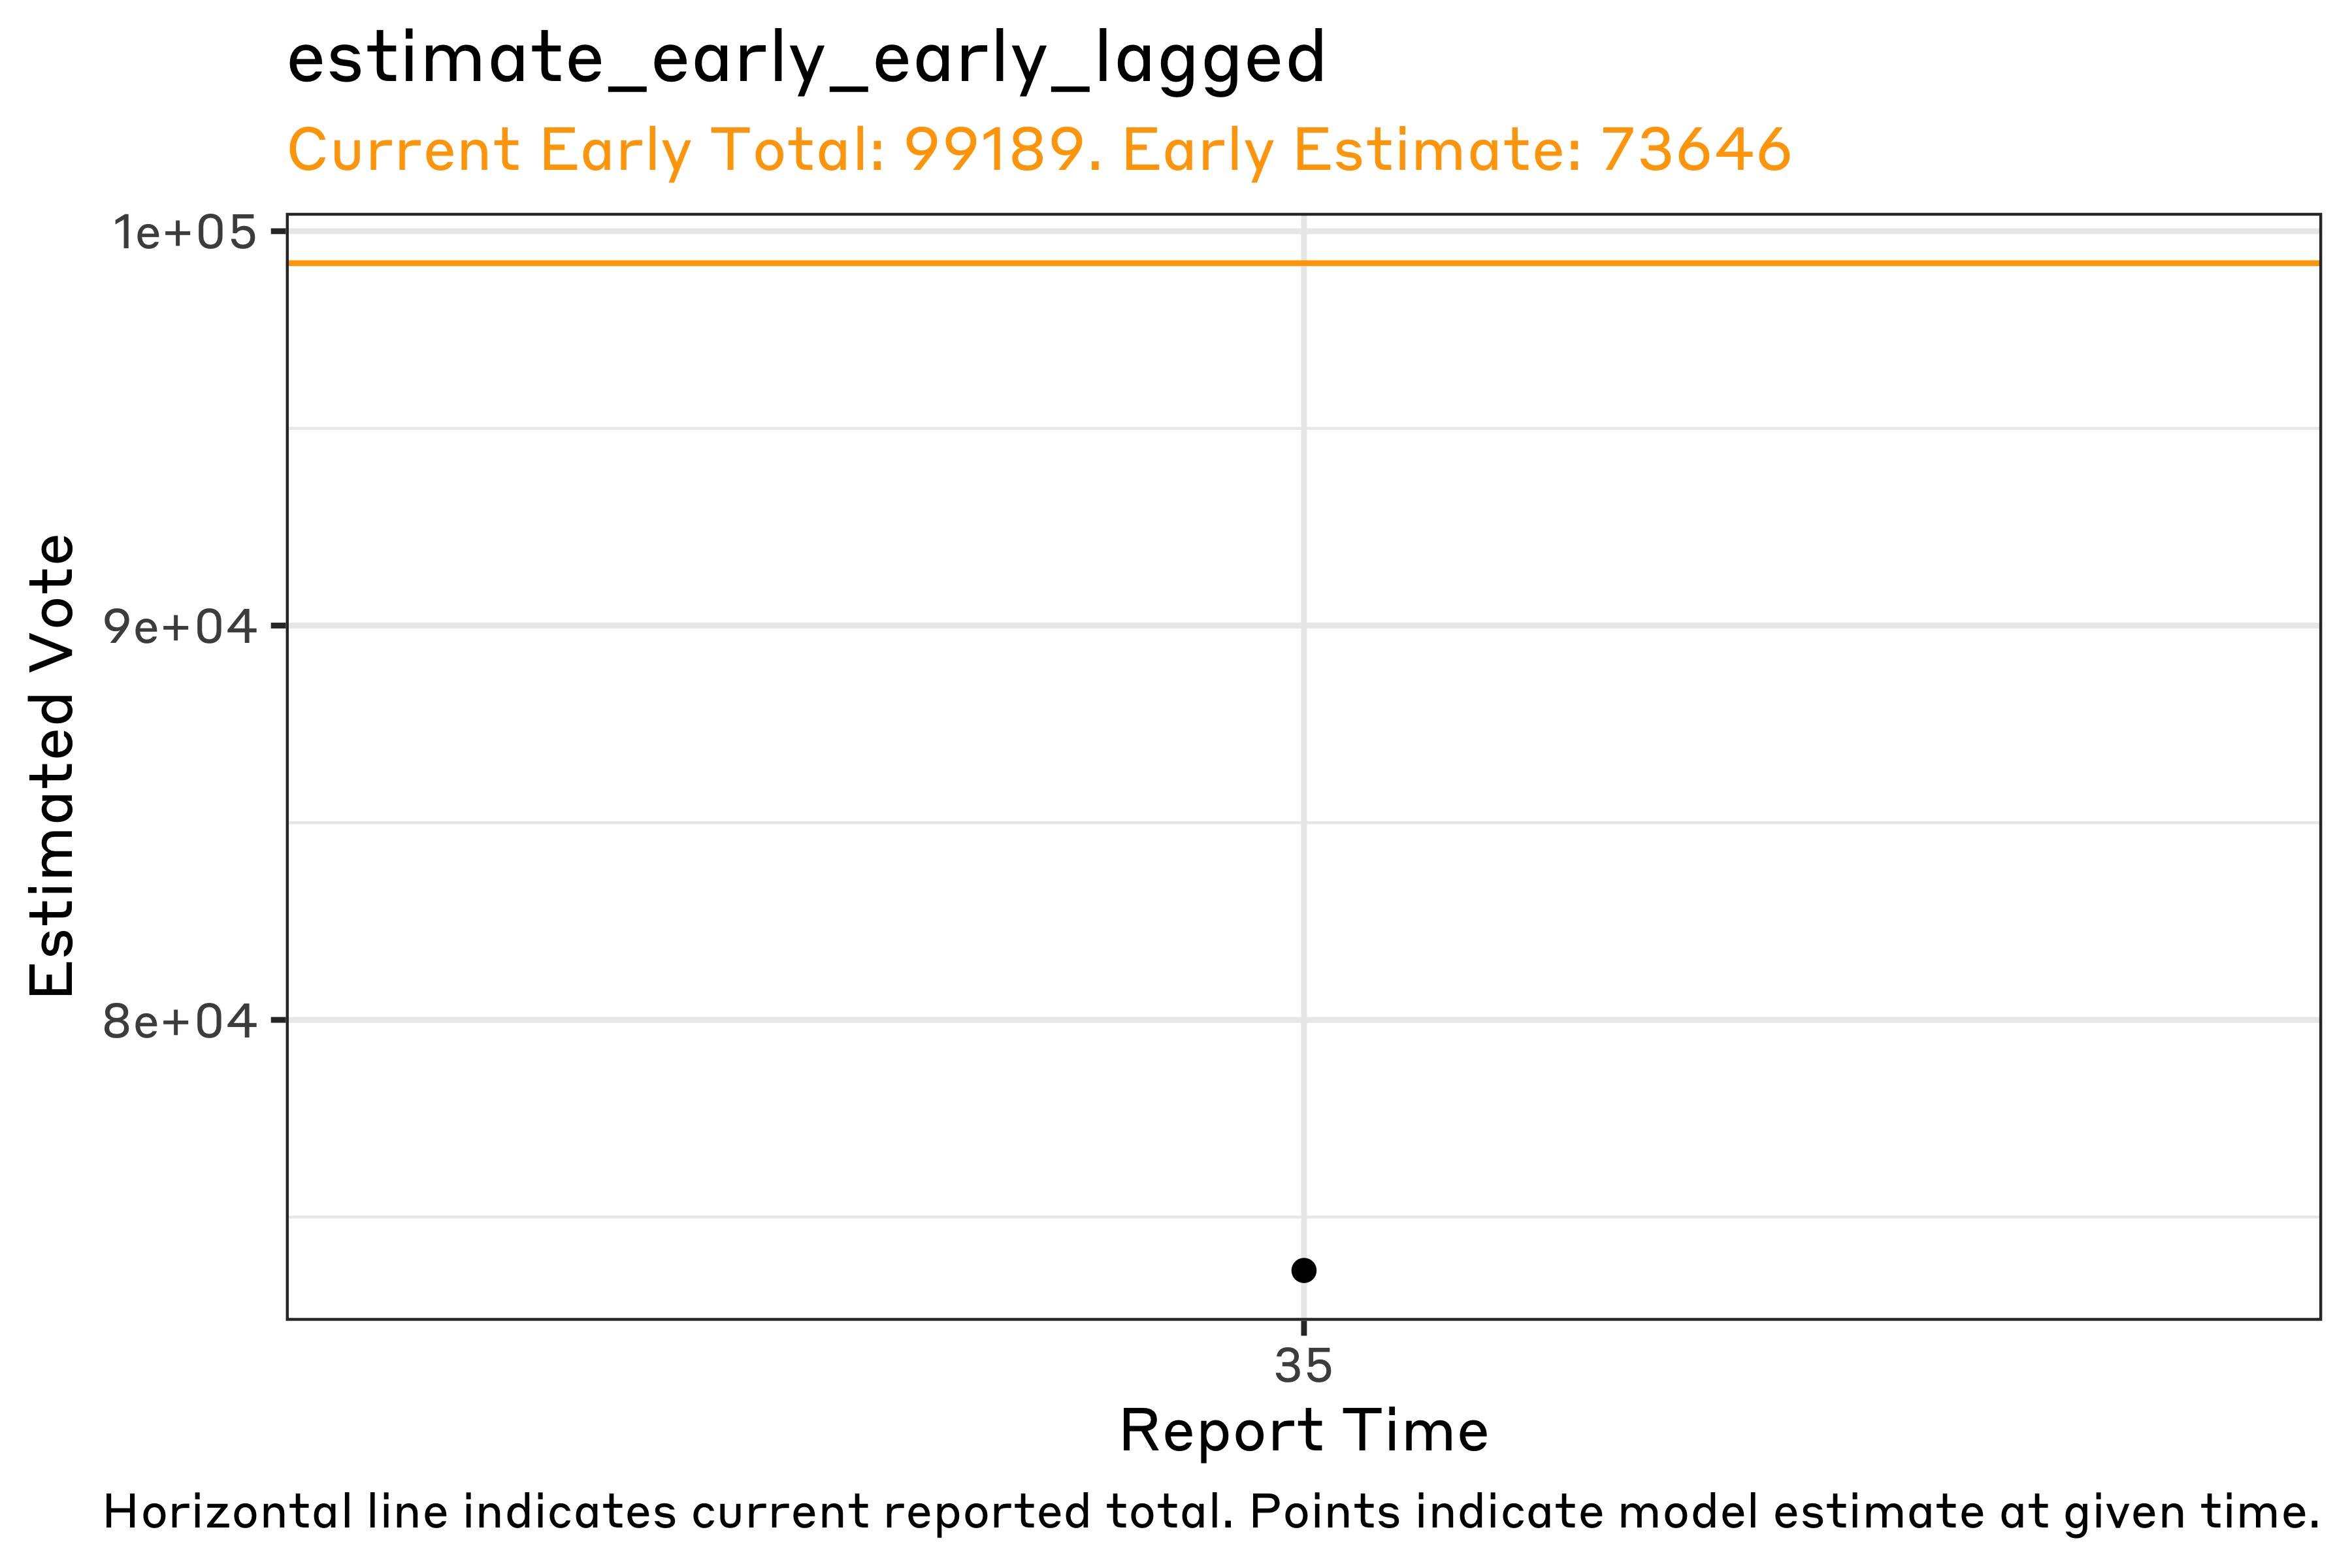 estimate_early_early_lagged
Current Early Total: 99189. Early Estimate: 73646
1e+05
9e+04
8e+04
Estimated Vote
35
Report Time
Horizontal line indicates current reported total. Points indicate model estimate at given time.